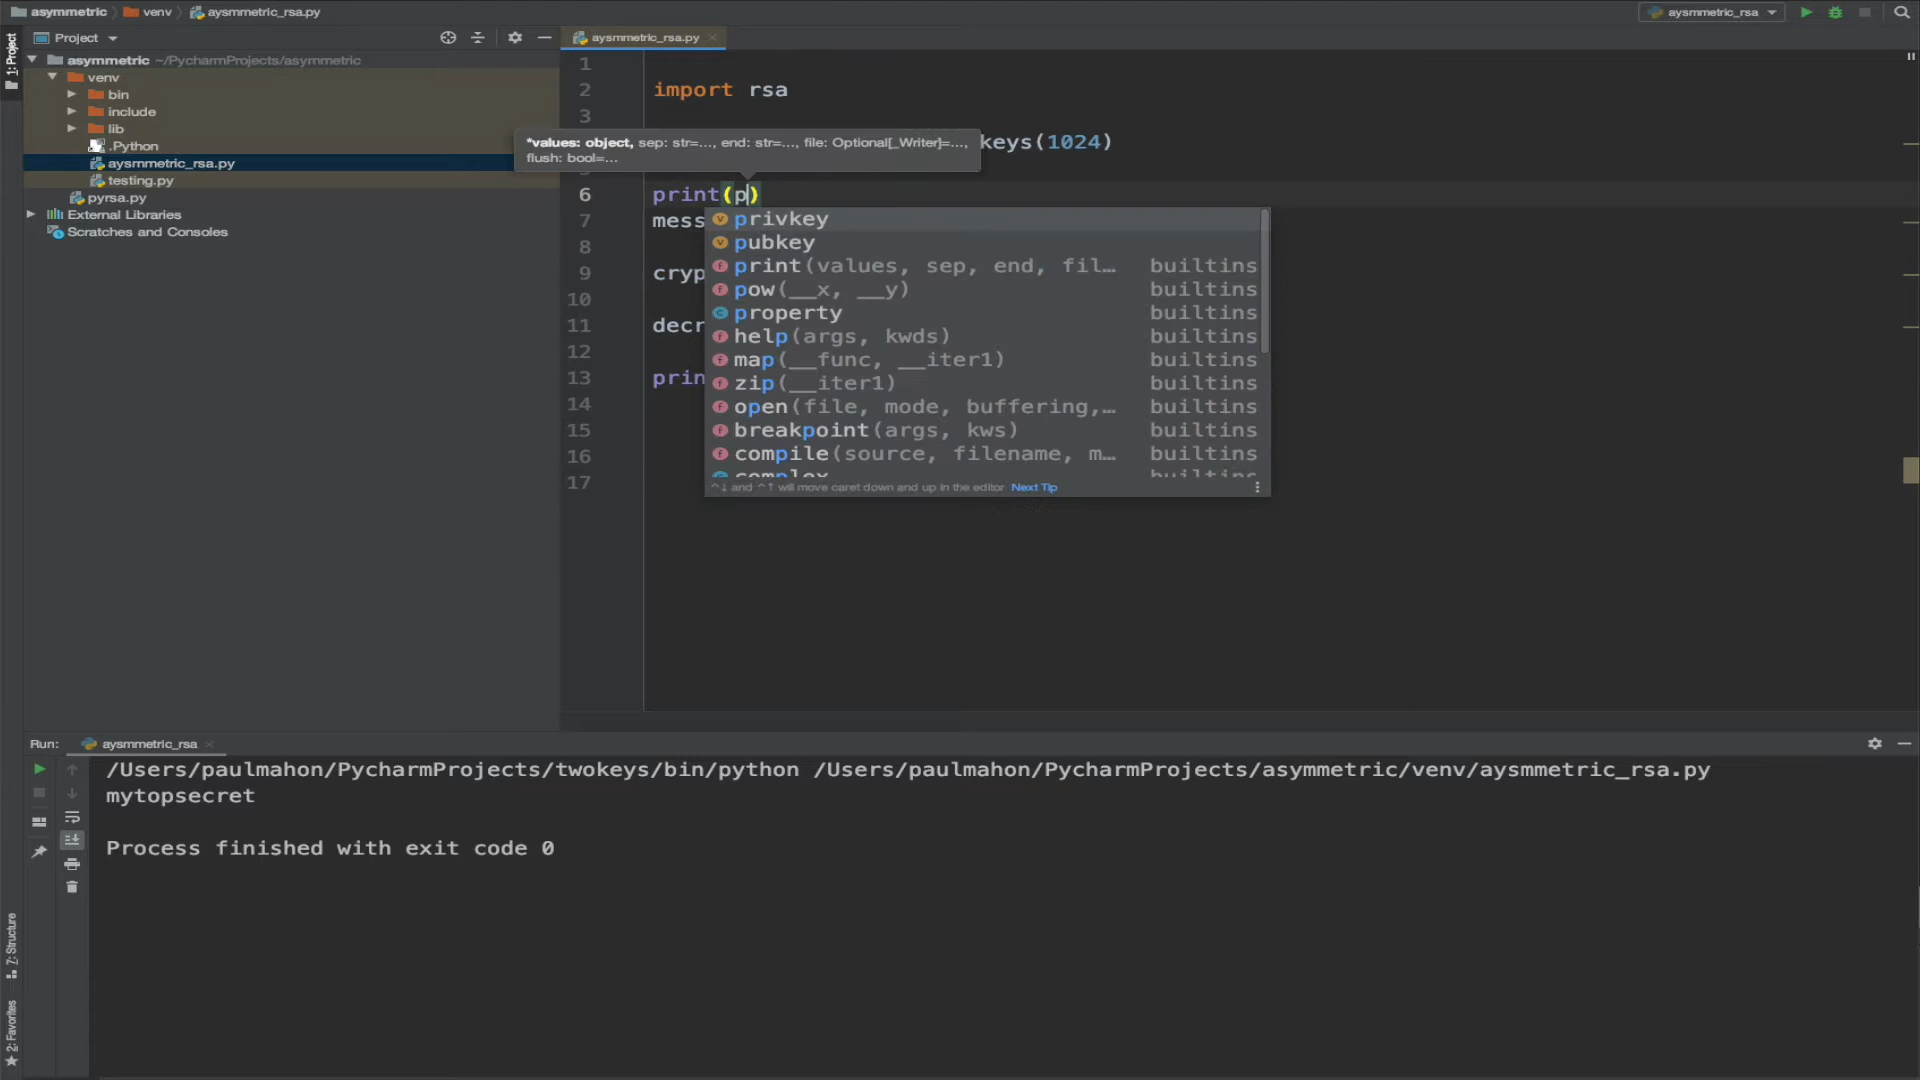 asymmetric venv aysmmetric_rsa.py aysmmetric_rsa
1: Project
Project
aysmmetric_rsa.py
asymmetric ~/PycharmProjects/asymmetric
venv
bin
include
lib
.Python
aysmmetric_rsa.py
testing.py
pyrsa.py
External Libraries
Scratches and Consoles
1
2 import rsa
3
*values: object, sep: str=..., end: str=..., file: Optional[_Writer]=...,
flush: bool=...
keys(1024)
6 print(p)
7 mess
8
9 cryp
10
11 decr
12
13 prin
14
15
16
17
privkey
pubkey
print(values, sep, end, fil… builtins
pow(__x, __y) builtins
property builtins
help(args, kwds) builtins
map(__func, __iter1) builtins
zip(__iter1) builtins
open(file, mode, buffering,… builtins
breakpoint(args, kws) builtins
compile(source, filename, m… builtins
complex builtins
^↓ and ^↑ will move caret down and up in the editor Next Tip
Run: aysmmetric_rsa
/Users/paulmahon/PycharmProjects/twokeys/bin/python /Users/paulmahon/PycharmProjects/asymmetric/venv/aysmmetric_rsa.py
mytopsecret
Process finished with exit code 0
7: Structure
2: Favorites